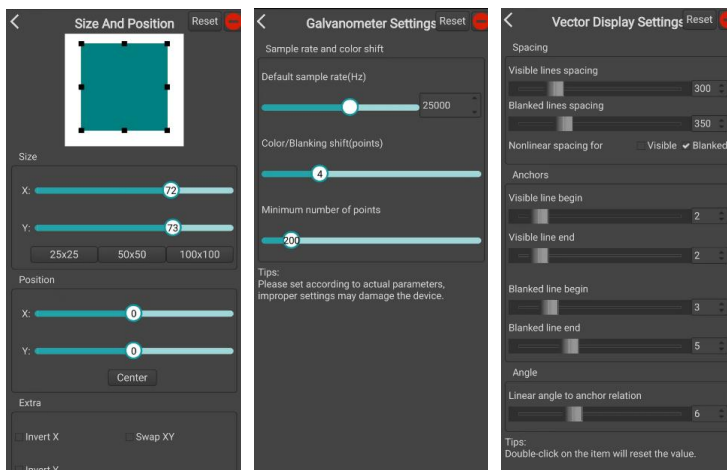 Size And Position
Reset
Size
X:
72
Y:
73
25x25
50x50
100x100
Position
X:
0
Y:
0
Center
Extra
Invert X
Swap XY
Invert Y
Galvanometer Settings
Reset
Sample rate and color shift
Default sample rate(Hz)
25000
Color/Blanking shift(points)
4
Minimum number of points
200
Tips:
Please set according to actual parameters,
improper settings may damage the device.
Vector Display Settings
Reset
Spacing
Visible lines spacing
300
Blanked lines spacing
350
Nonlinear spacing for
Visible
Blanked
Anchors
Visible line begin
2
Visible line end
2
Blanked line begin
3
Blanked line end
5
Angle
Linear angle to anchor relation
6
Tips:
Double-click on the item will reset the value.